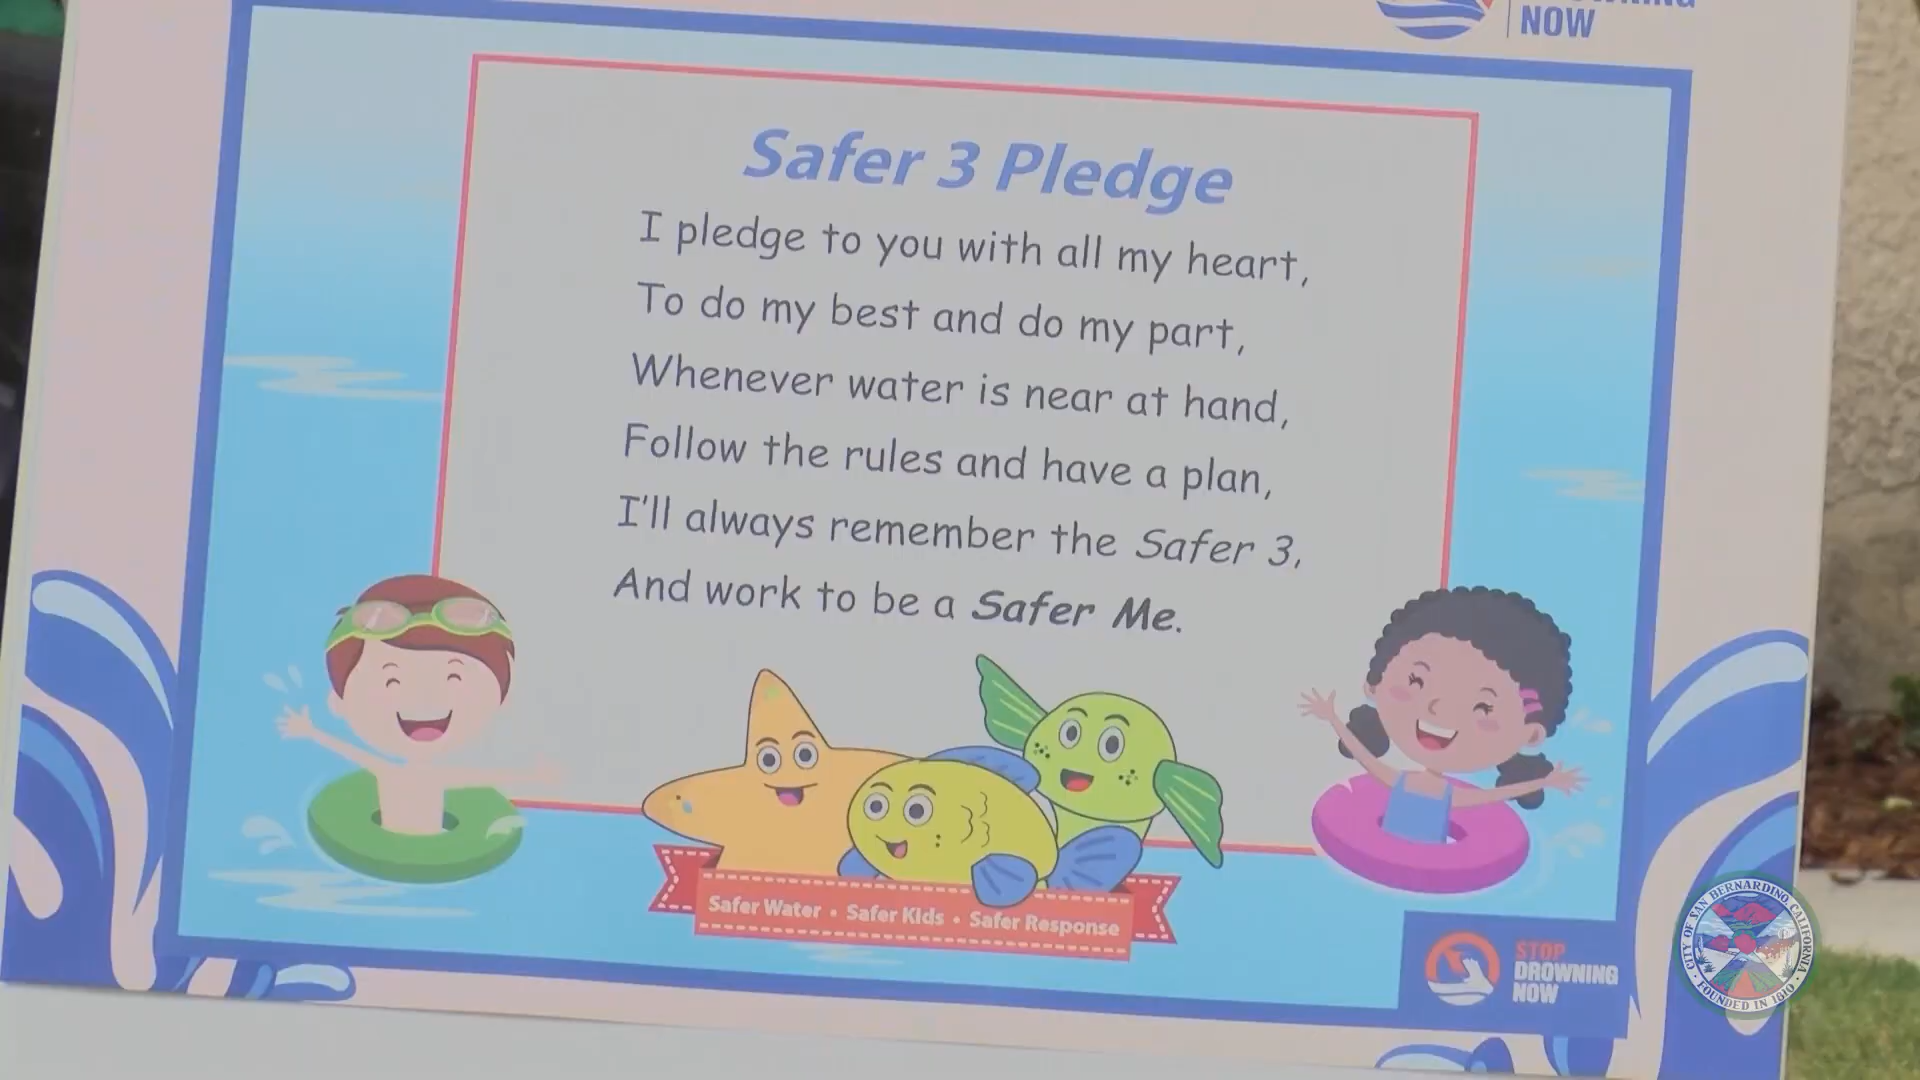 NOW
Safer 3 Pledge
I pledge to you with all my heart,
To do my best and do my part,
Whenever water is near at hand,
Follow the rules and have a plan,
I'll always remember the Safer 3,
And work to be a Safer Me.
Safer Water • Safer Kids • Safer Response
STOP
DROWNING
NOW
CITY OF SAN BERNARDINO, CALIFORNIA
FOUNDED IN 1810